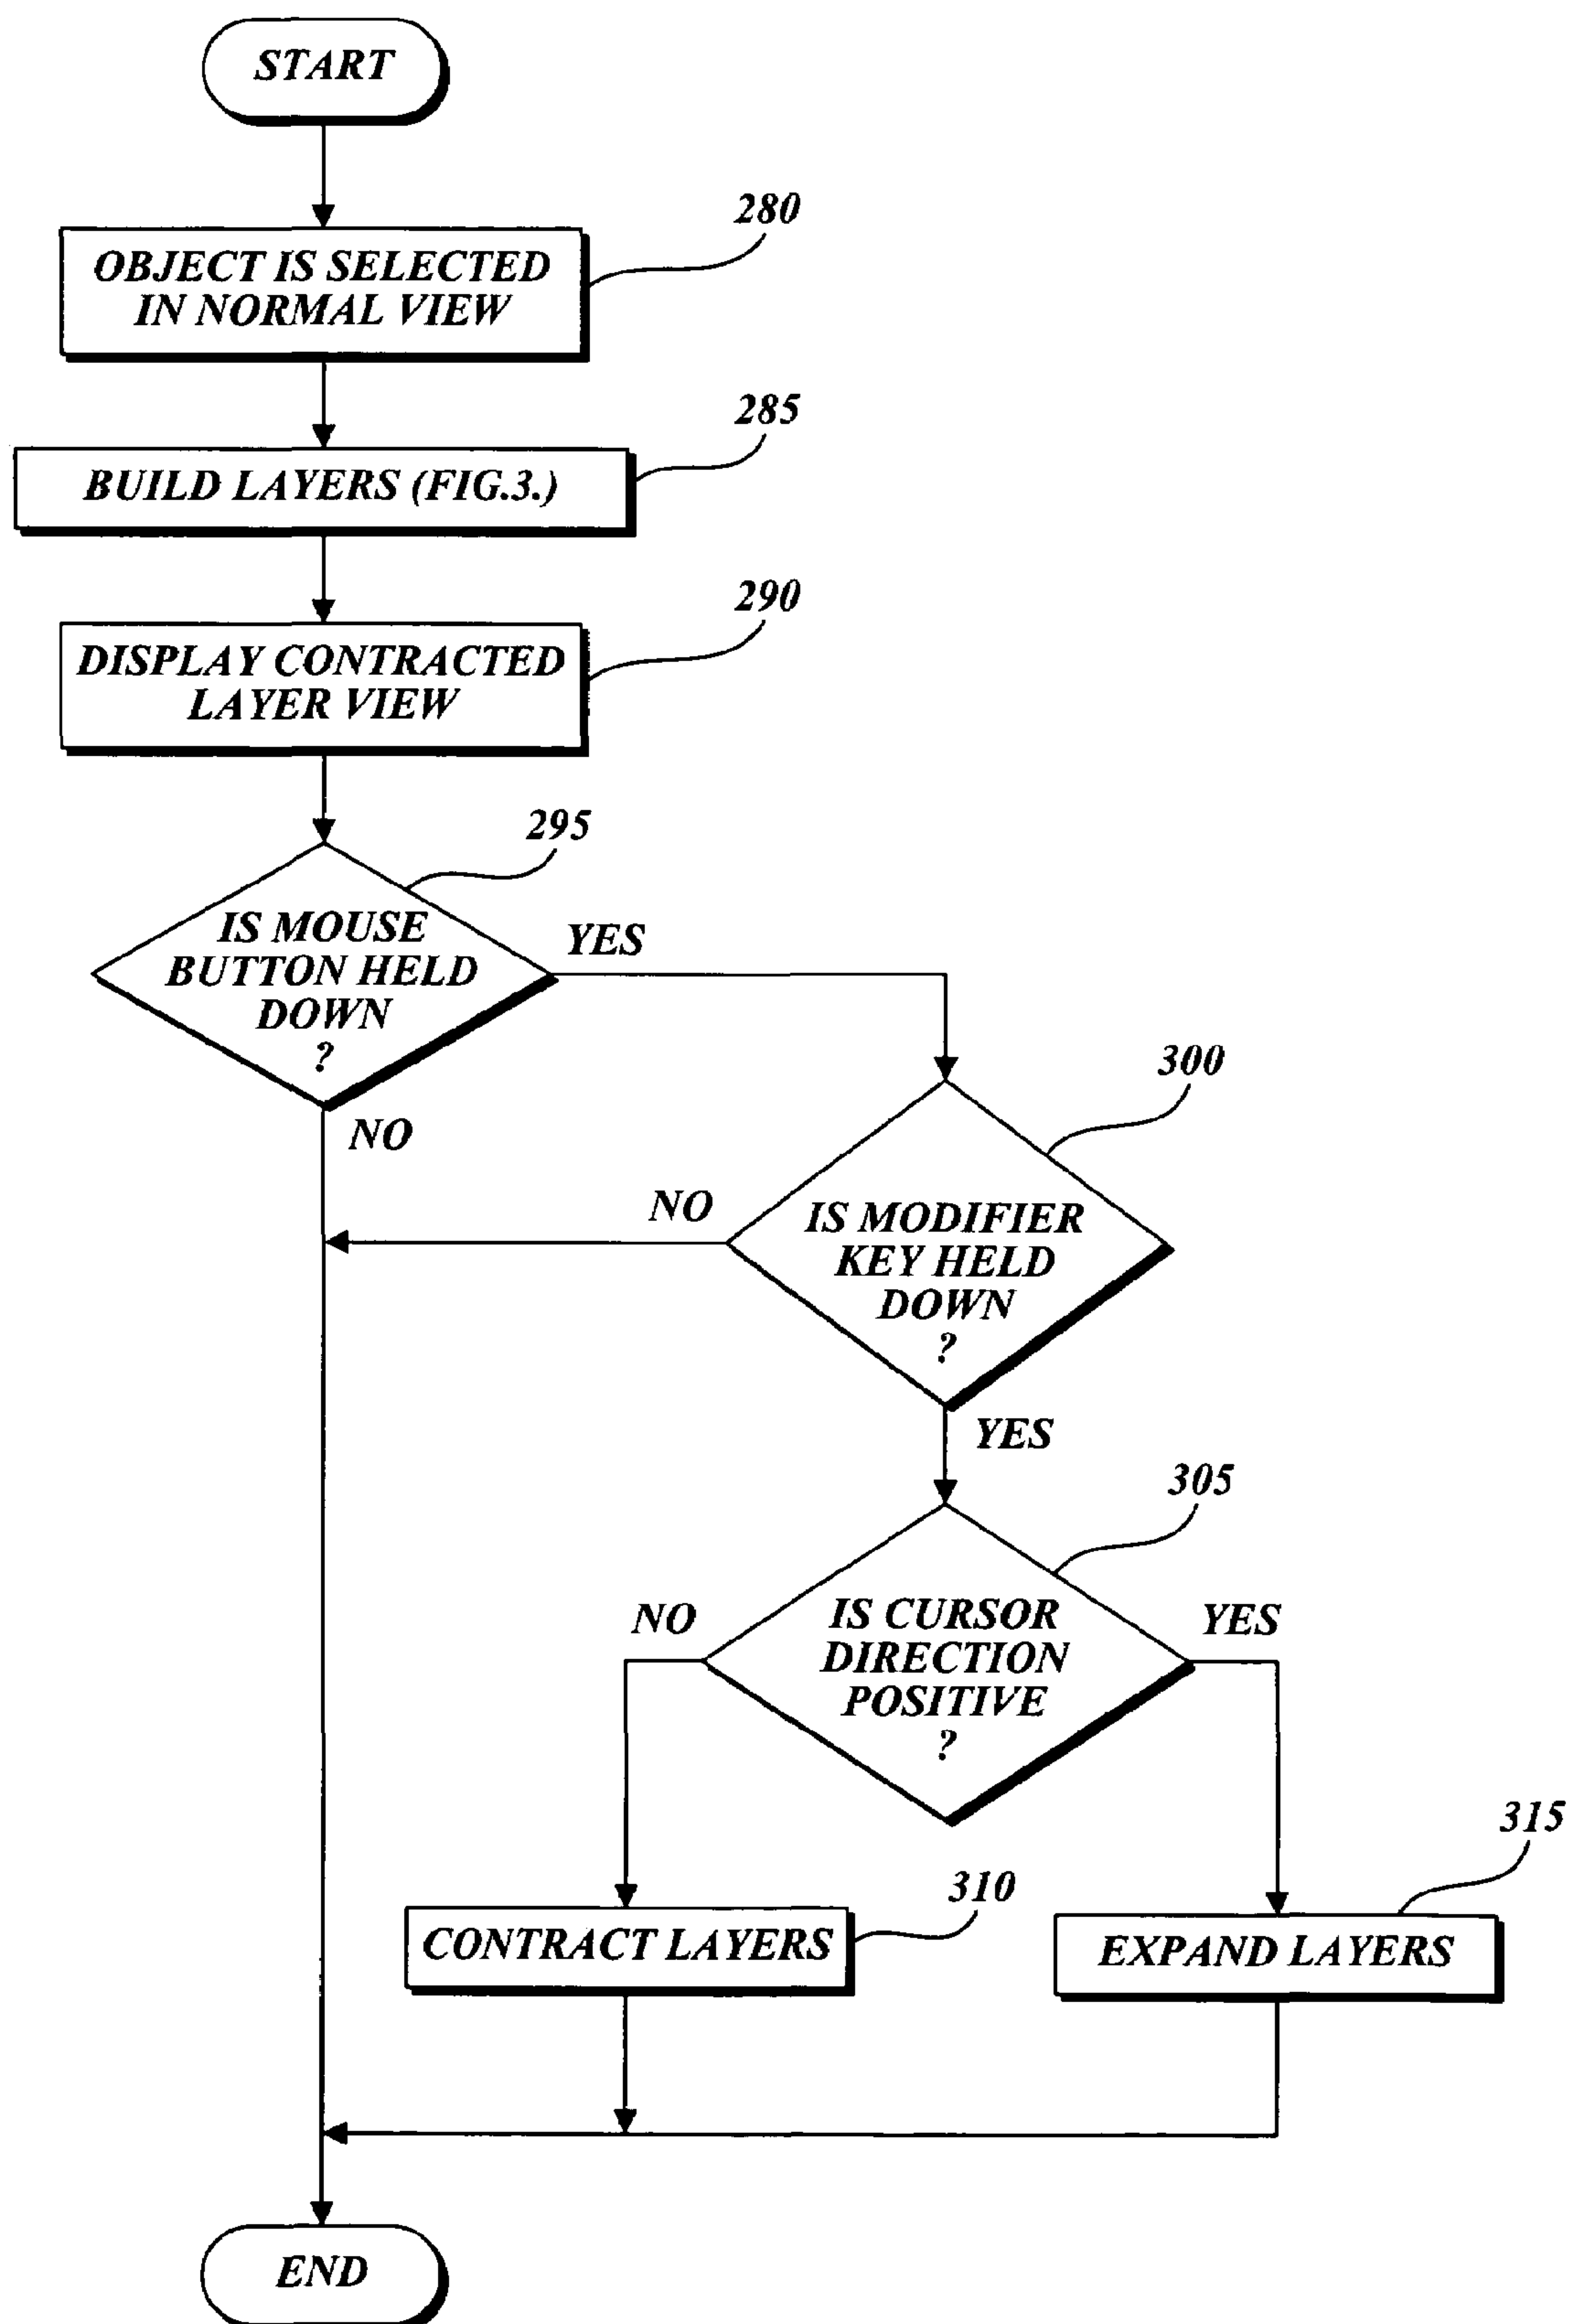 START
280
OBJECT IS SELECTED
IN NORMAL VIEW
285
BUILD LAYERS (FIG.3.)
290
DISPLAY CONTRACTED
LAYER VIEW
295
IS MOUSE
BUTTON HELD
DOWN
?
YES
NO
300
IS MODIFIER
KEY HELD
DOWN
?
NO
YES
305
IS CURSOR
DIRECTION
POSITIVE
?
NO
YES
310
CONTRACT LAYERS
315
EXPAND LAYERS
END